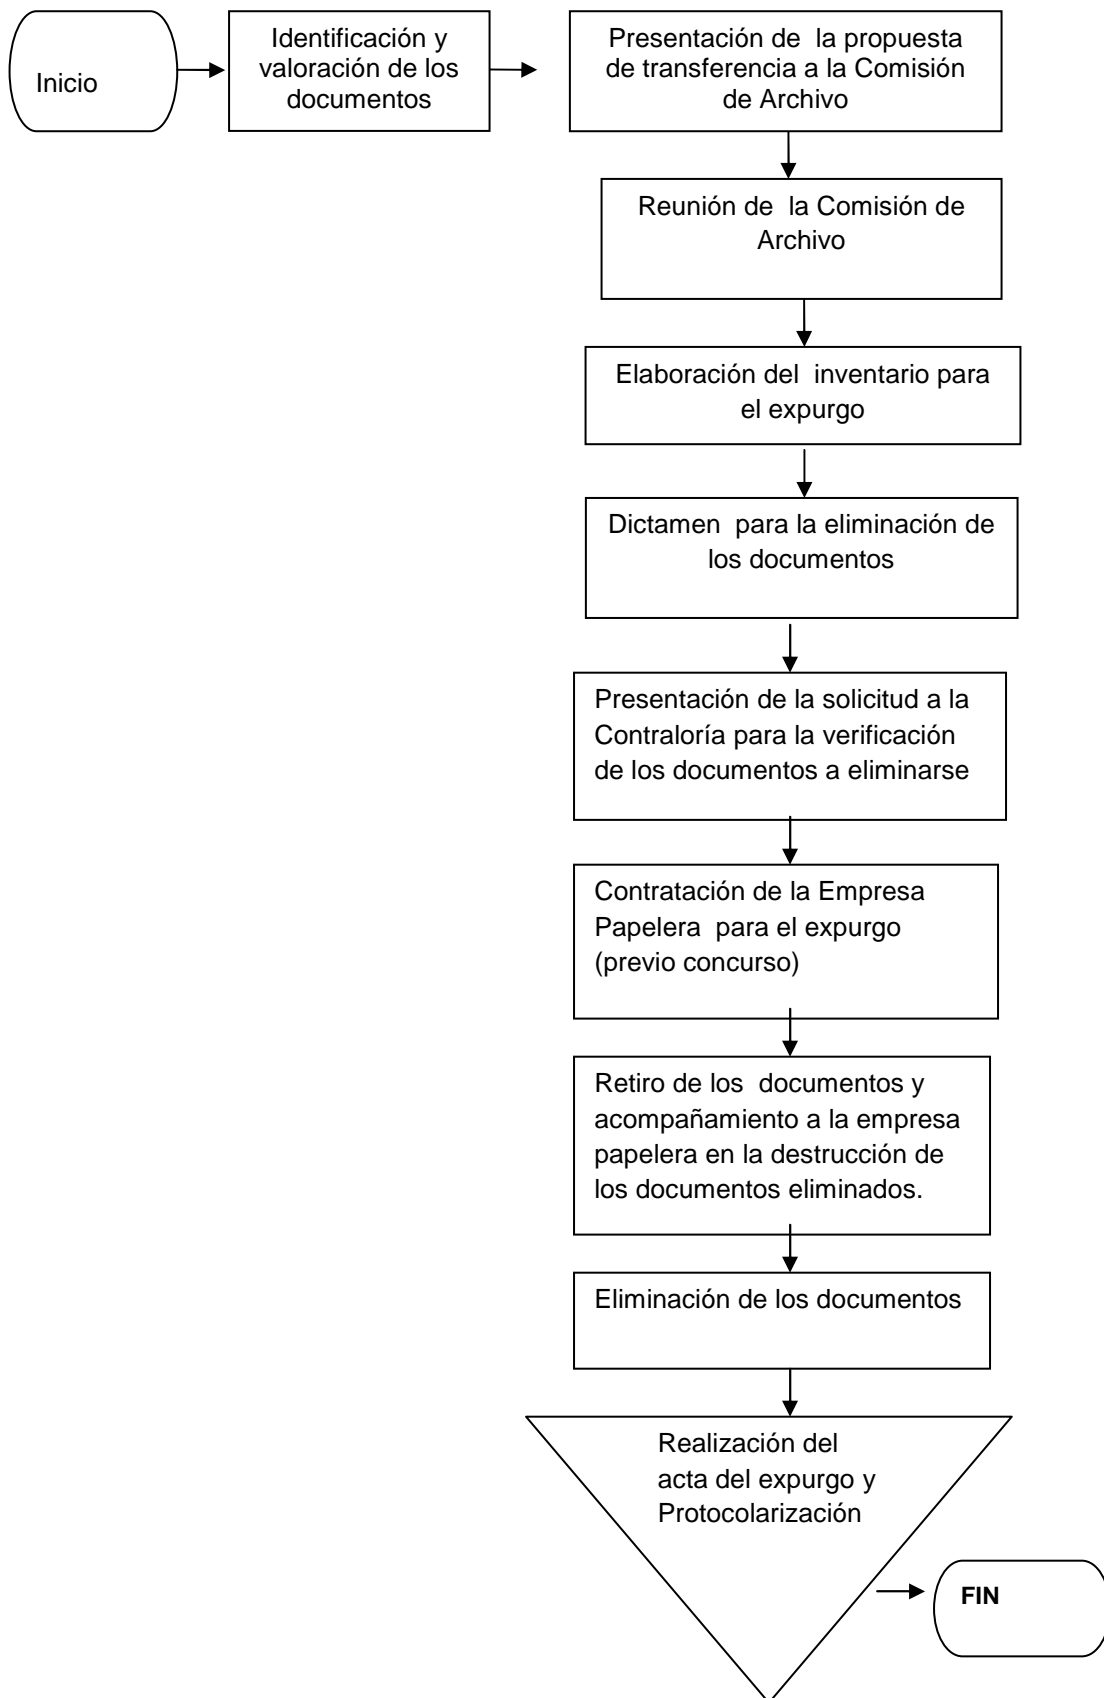 Inicio
Identificación y
valoración de los
documentos
Presentación de  la propuesta
de transferencia a la Comisión
de Archivo
Reunión de  la Comisión de
Archivo
Elaboración del  inventario para
el expurgo
Dictamen  para la eliminación de
los documentos
Presentación de la solicitud a la
Contraloría para la verificación
de los documentos a eliminarse
Contratación de la Empresa
Papelera  para el expurgo
(previo concurso)
Retiro de los  documentos y
acompañamiento a la empresa
papelera en la destrucción de
los documentos eliminados.
Eliminación de los documentos
Realización del
acta del expurgo y
Protocolarización
FIN